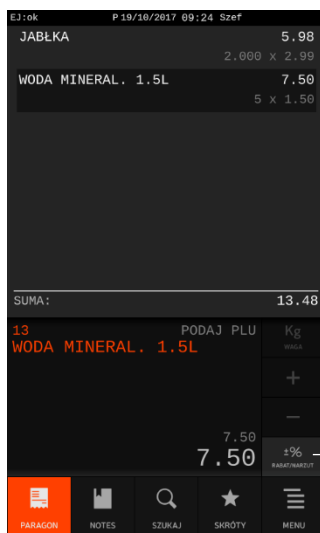 EJ:ok P 19/10/2017 09:24 Szef
JABŁKA 5.98
2.000 x 2.99
WODA MINERAL. 1.5L 7.50
5 x 1.50
SUMA: 13.48
13 PODAJ PLU
WODA MINERAL. 1.5L
Kg
WAGA
+
−
7.50
7.50
±%
RABAT/NARZUT
PARAGON NOTES SZUKAJ SKRÓTY MENU